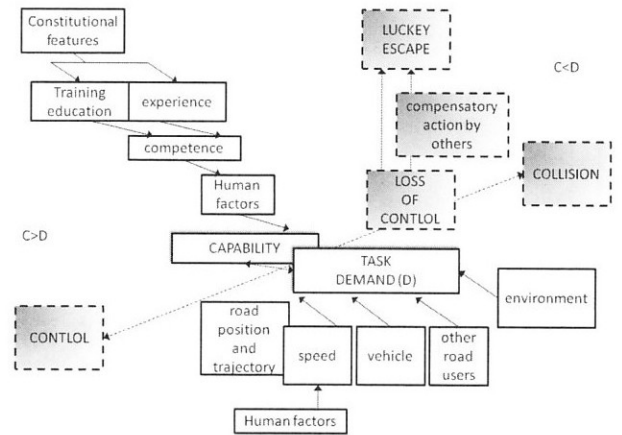 Constitutional
features
Training
education
experience
competence
Human
factors
CAPABILITY
C>D
CONTLOL
LUCKEY
ESCAPE
C<D
compensatory
action by
others
LOSS
OF
CONTLOL
COLLISION
TASK
DEMAND (D)
environment
road
position
and
trajectory
speed
vehicle
other
road
users
Human factors